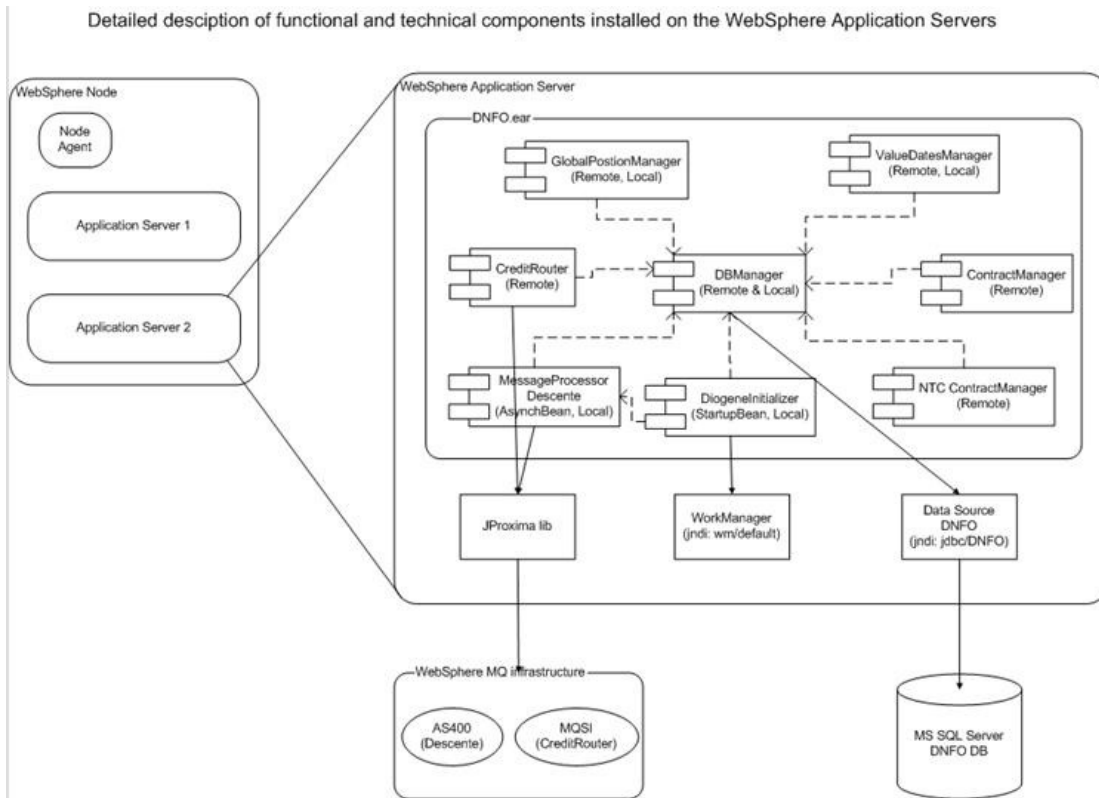 Detailed desciption of functional and technical components installed on the WebSphere Application Servers
WebSphere Node
Node
Agent
Application Server 1
Application Server 2
WebSphere Application Server
DNFO.ear
GlobalPostionManager
(Remote, Local)
ValueDatesManager
(Remote, Local)
CreditRouter
(Remote)
DBManager
(Remote & Local)
ContractManager
(Remote)
MessageProcessor
Descente
(AsynchBean, Local)
DiogeneInitializer
(StartupBean, Local)
NTC ContractManager
(Remote)
JProxima lib
WorkManager
(jndi: wm/default)
Data Source
DNFO
(jndi: jdbc/DNFO)
WebSphere MQ infrastructure
AS400
(Descente)
MQSI
(CreditRouter)
MS SQL Server
DNFO DB